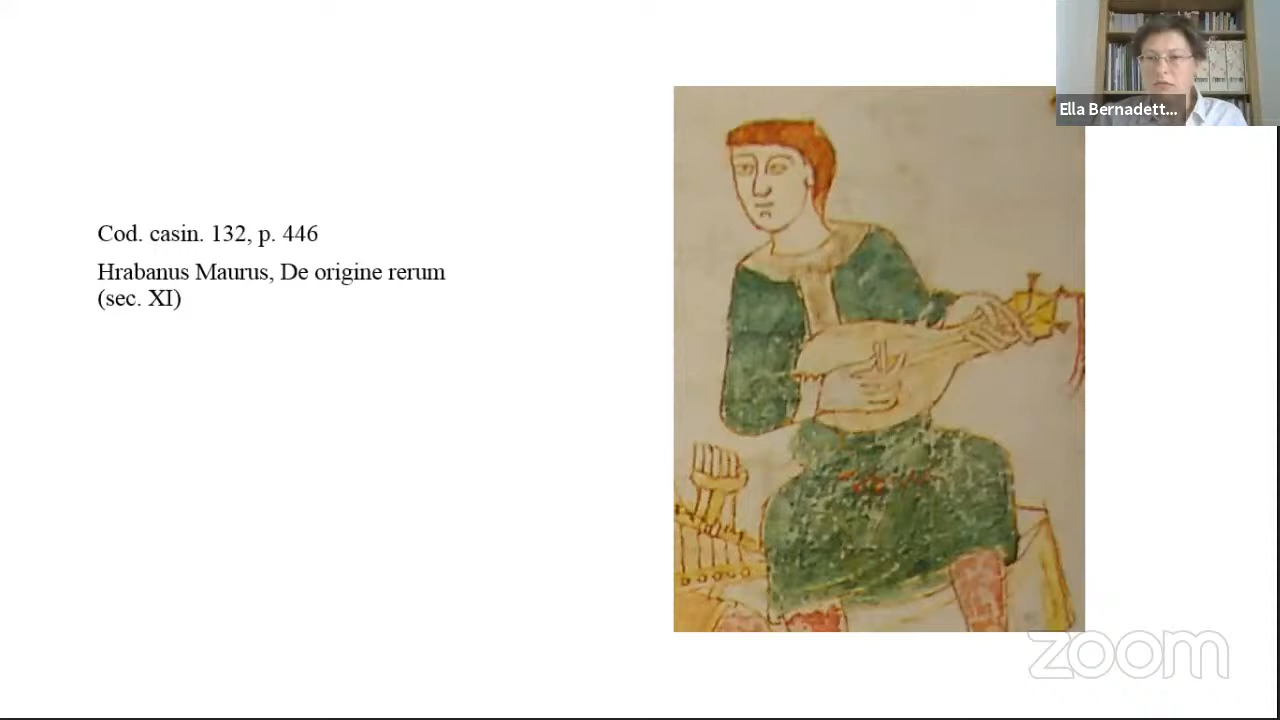 Ella Bernadett...
Cod. casin. 132, p. 446
Hrabanus Maurus, De origine rerum
(sec. XI)
zoom